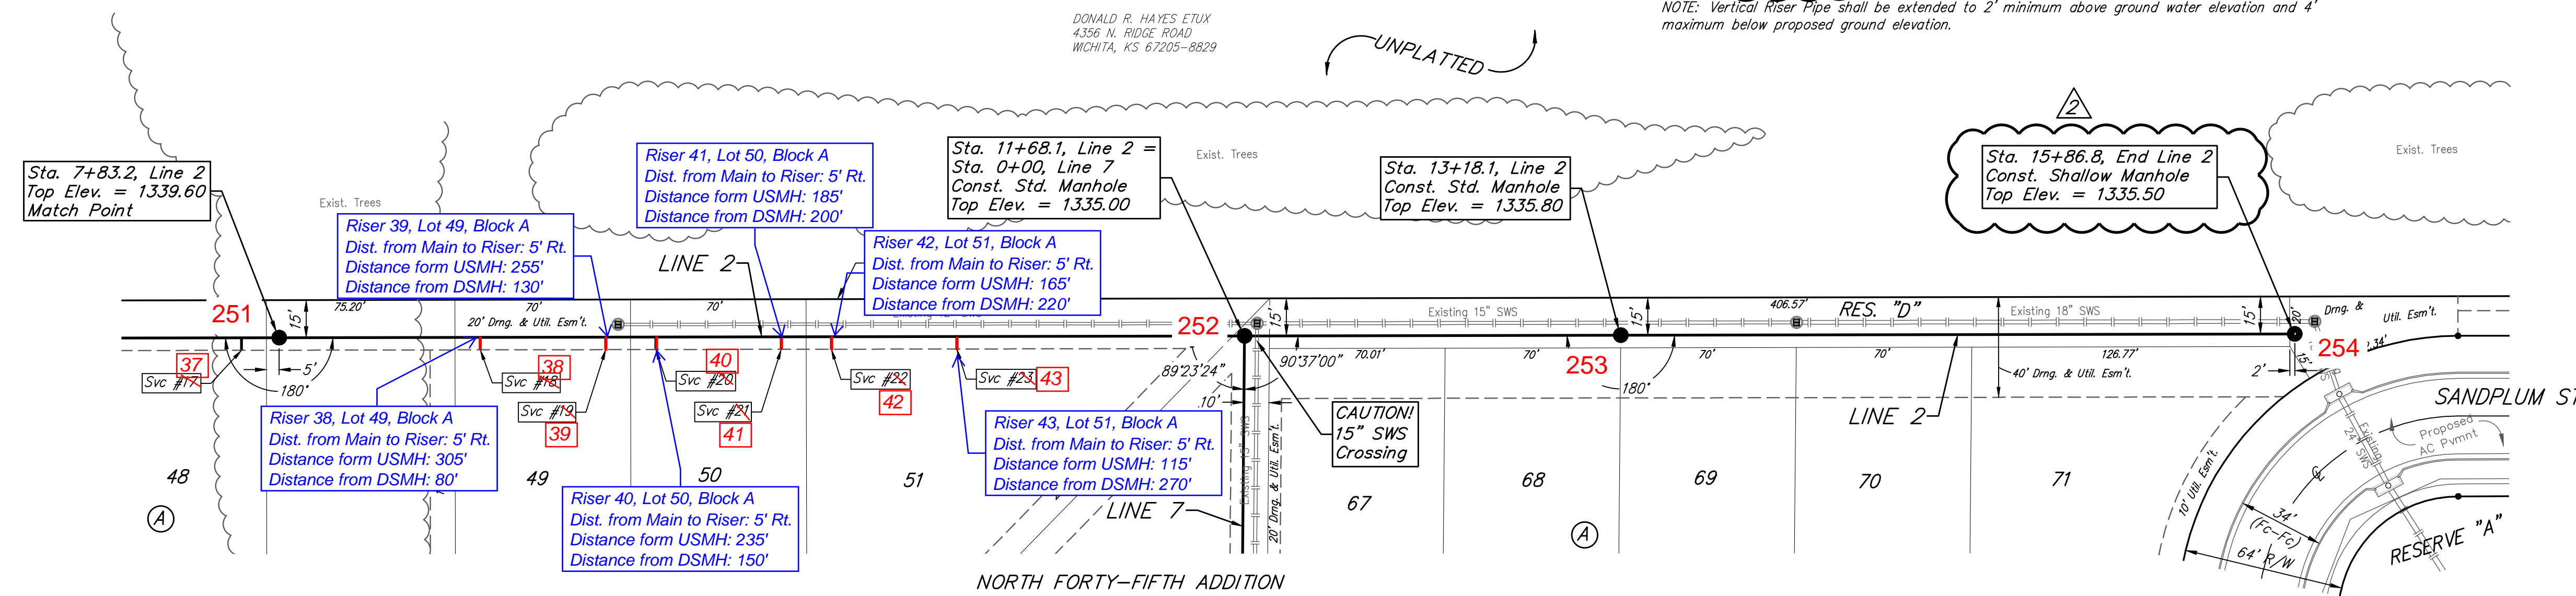 DONALD R. HAYES ETUX
4356 N. RIDGE ROAD
WICHITA, KS 67205-8829
UNPLATTED
NOTE: Vertical Riser Pipe shall be extended to 2' minimum above ground water elevation and 4'
maximum below proposed ground elevation.
2
Sta. 7+83.2, Line 2
Top Elev. = 1339.60
Match Point
Exist. Trees
Riser 39, Lot 49, Block A
Dist. from Main to Riser: 5' Rt.
Distance form USMH: 255'
Distance from DSMH: 130'
Riser 41, Lot 50, Block A
Dist. from Main to Riser: 5' Rt.
Distance form USMH: 185'
Distance from DSMH: 200'
Riser 42, Lot 51, Block A
Dist. from Main to Riser: 5' Rt.
Distance form USMH: 165'
Distance from DSMH: 220'
Sta. 11+68.1, Line 2 =
Sta. 0+00, Line 7
Const. Std. Manhole
Top Elev. = 1335.00
Exist. Trees
Sta. 13+18.1, Line 2
Const. Std. Manhole
Top Elev. = 1335.80
Sta. 15+86.8, End Line 2
Const. Shallow Manhole
Top Elev. = 1335.50
Exist. Trees
LINE 2
251
75.20'
15'
70'
20' Drng. & Util. Esm't.
70'
252
15'
Existing 15" SWS
15'
406.57'
RES. "D"
Existing 18" SWS
15'
20'
Drng. &
Util. Esm't.
37
Svc #17
5'
180°
38
Svc #18
Svc #19
39
40
Svc #20
Svc #21
41
Svc #22
42
Svc #23
43
89°23'24"
90°37'00"
10'
70.01'
70'
253
180°
70'
70'
126.77'
40' Drng. & Util. Esm't.
2'
15'
254
34'
Riser 38, Lot 49, Block A
Dist. from Main to Riser: 5' Rt.
Distance form USMH: 305'
Distance from DSMH: 80'
Riser 40, Lot 50, Block A
Dist. from Main to Riser: 5' Rt.
Distance form USMH: 235'
Distance from DSMH: 150'
Riser 43, Lot 51, Block A
Dist. from Main to Riser: 5' Rt.
Distance form USMH: 115'
Distance from DSMH: 270'
CAUTION!
15" SWS
Crossing
LINE 2
SANDPLUM ST
Proposed
AC Pvmnt
Existing
24" SWS
48
49
50
51
67
68
69
70
71
A
A
LINE 7
Existing 15" SWS
20' Drng. & Util. Esm't.
10' Util. Esm't.
34'
(Fc-Fc)
64' R/W
RESERVE "A"
NORTH FORTY-FIFTH ADDITION